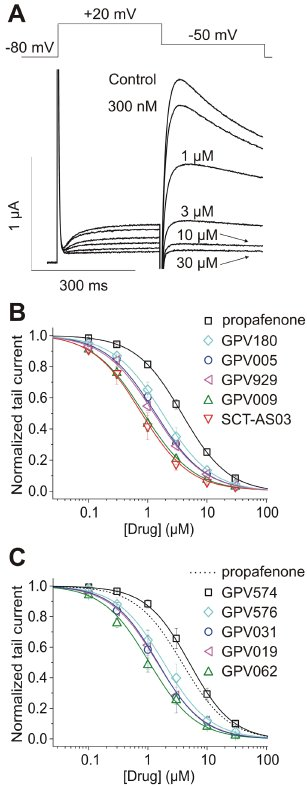 A
+20 mV
-80 mV
-50 mV
Control
300 nM
1 µM
3 µM
10 µM
30 µM
1 µA
300 ms
B
propafenone
GPV180
GPV005
GPV929
GPV009
SCT-AS03
Normalized tail current
1.0
0.8
0.6
0.4
0.2
0.0
0.1 1 10 100
[Drug] (µM)
C
propafenone
GPV574
GPV576
GPV031
GPV019
GPV062
Normalized tail current
1.0
0.8
0.6
0.4
0.2
0.0
0.1 1 10 100
[Drug] (µM)